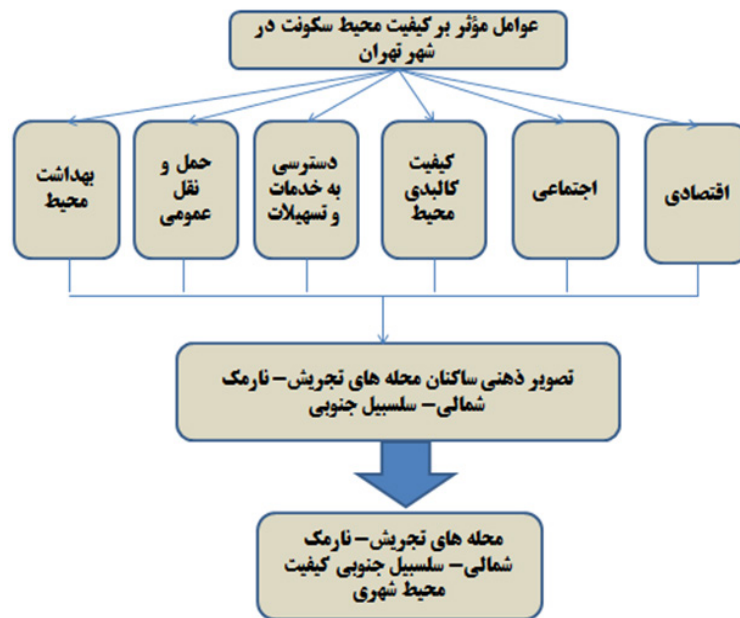 عوامل مؤثر بر کیفیت محیط سکونت در
شهر تهران
اقتصادی
اجتماعی
کیفیت
کالبدی
محیط
دسترسی
به خدمات
و تسهیلات
حمل و
نقل
عمومی
بهداشت
محیط
تصویر ذهنی ساکنان محله های تجریش- نارمک
شمالی- سلسبیل جنوبی
محله های تجریش- نارمک
شمالی- سلسبیل جنوبی کیفیت
محیط شهری